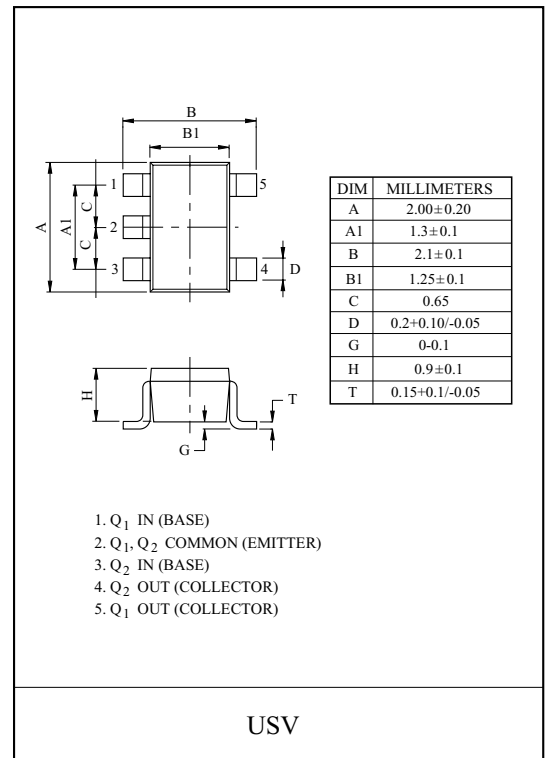 B
B1
1
5
2
3
4
A
A1
C
C
D
H
T
G
DIM MILLIMETERS
A 2.00±0.20
A1 1.3±0.1
B 2.1±0.1
B1 1.25±0.1
C 0.65
D 0.2+0.10/-0.05
G 0-0.1
H 0.9±0.1
T 0.15+0.1/-0.05
1. Q1 IN (BASE)
2. Q1, Q2 COMMON (EMITTER)
3. Q2 IN (BASE)
4. Q2 OUT (COLLECTOR)
5. Q1 OUT (COLLECTOR)
USV